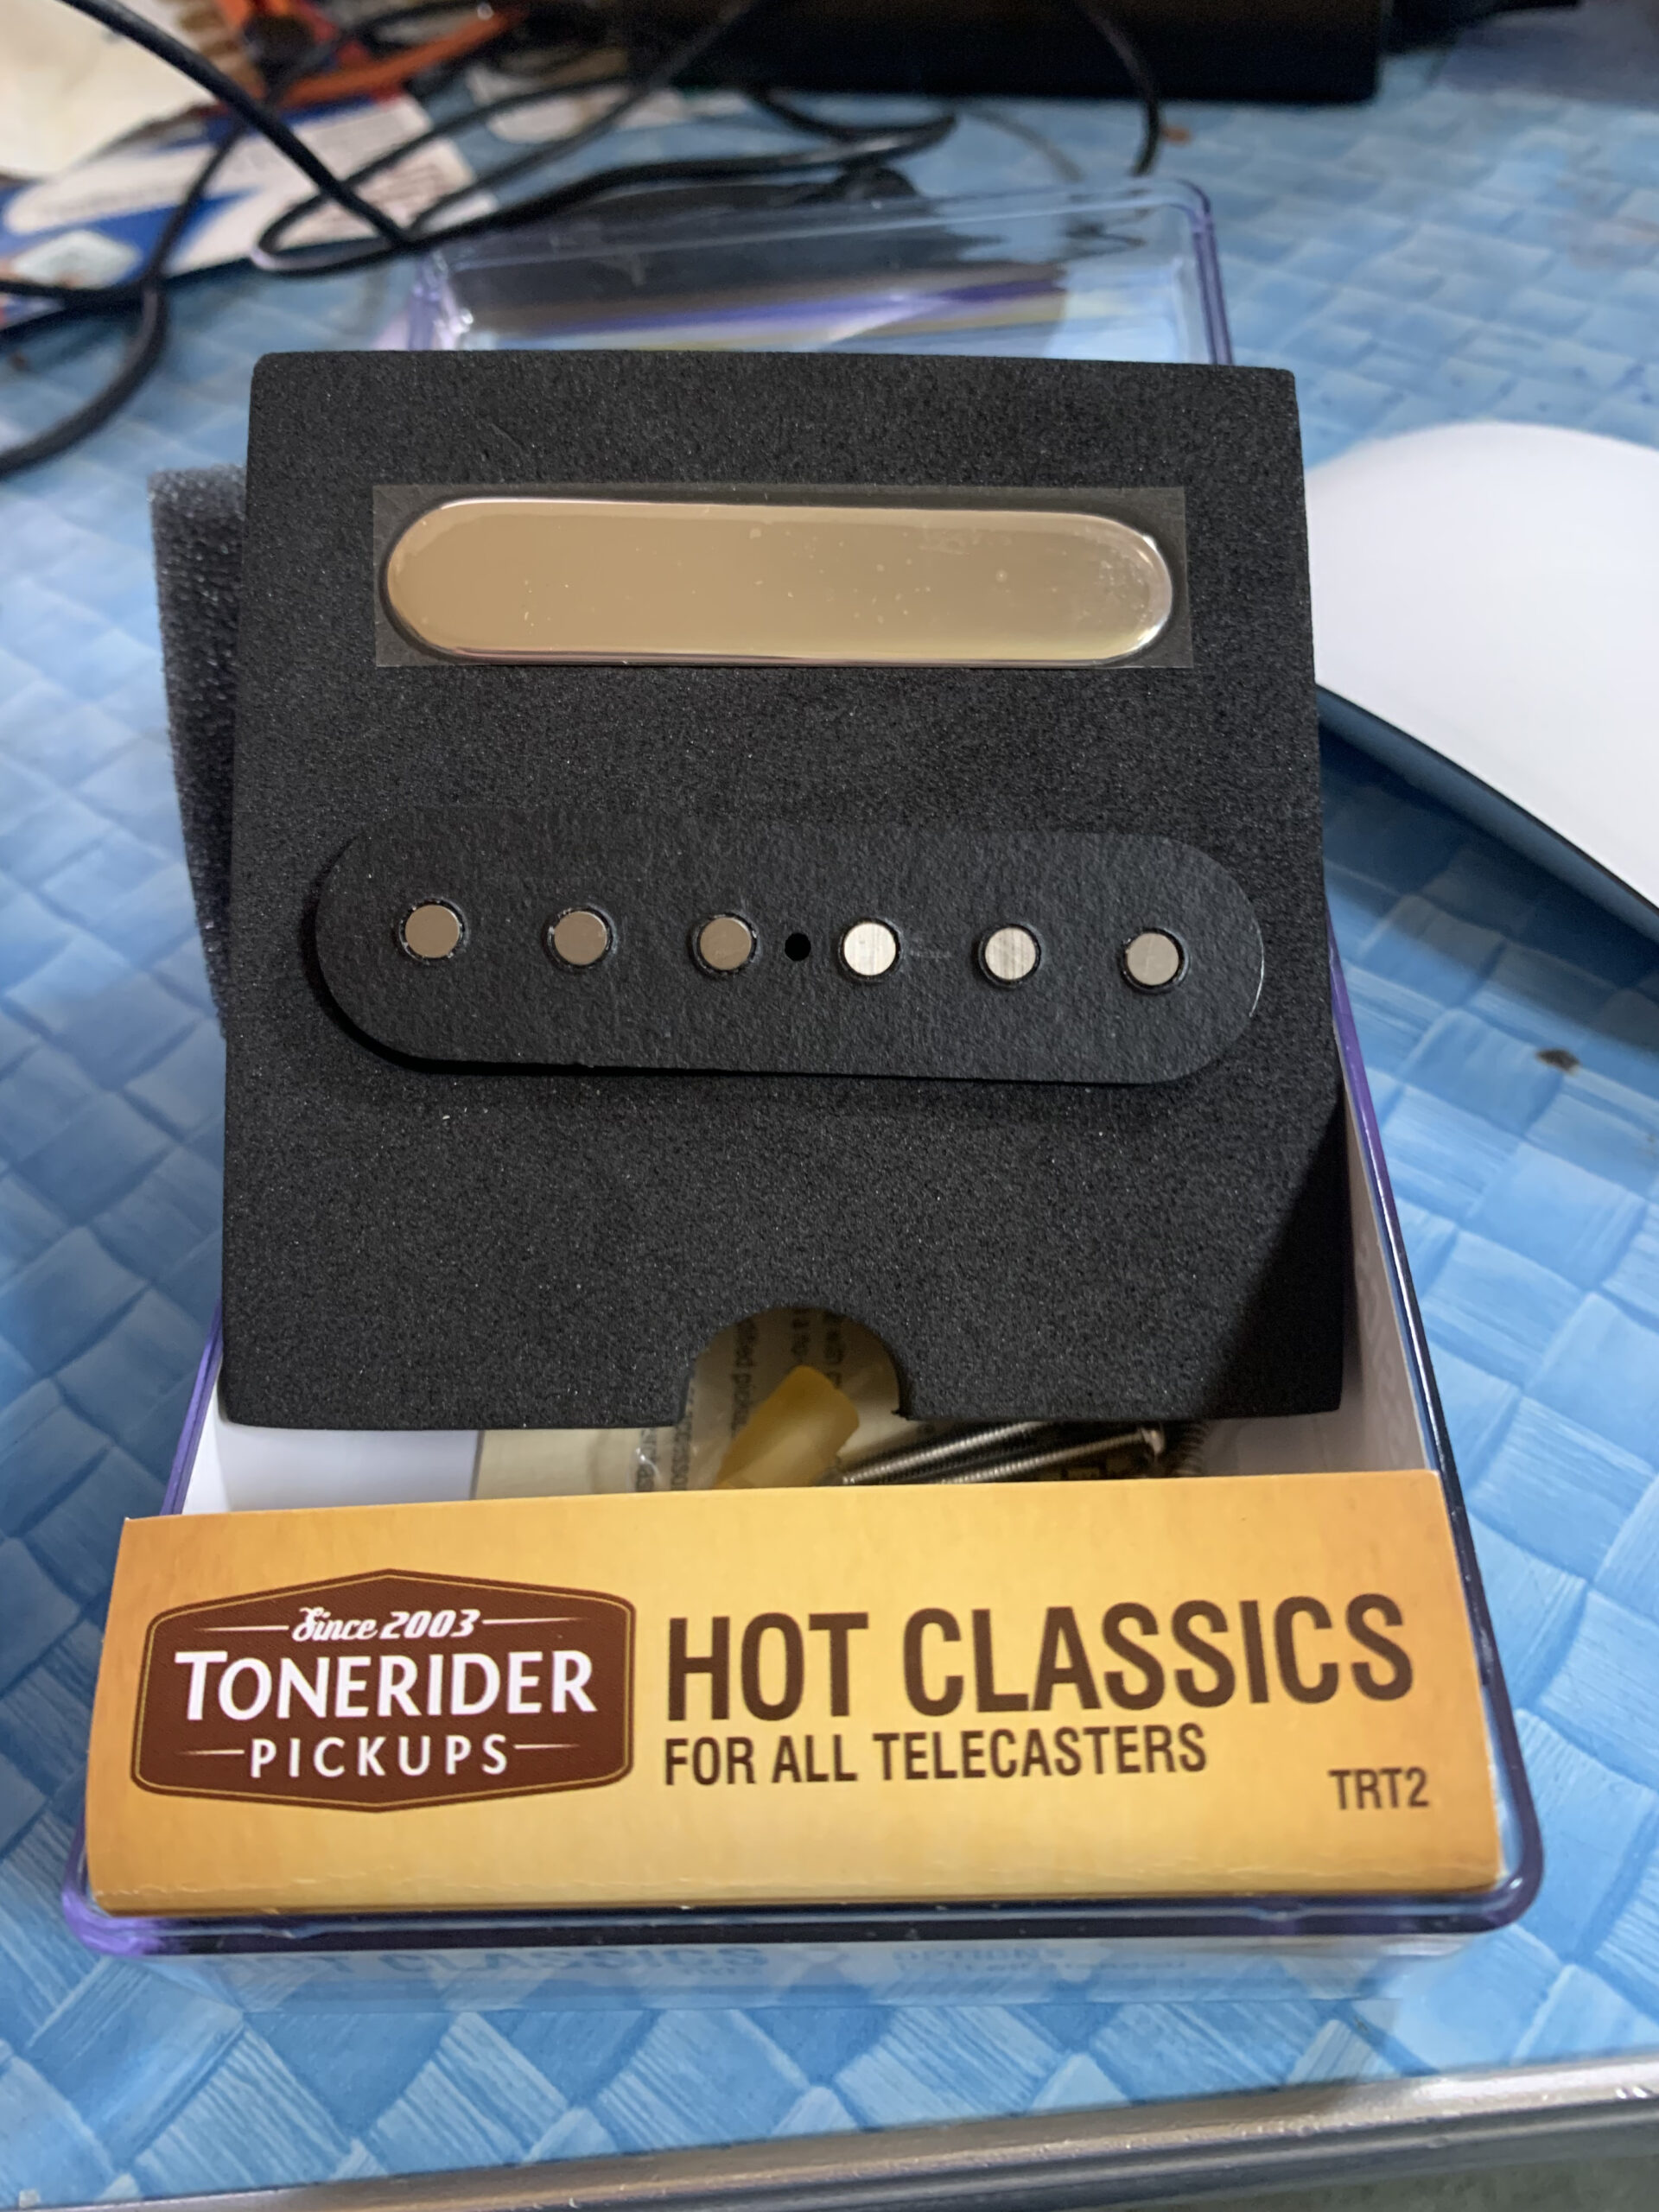 Since 2003
TONERIDER
PICKUPS
HOT CLASSICS
FOR ALL TELECASTERS
TRT2